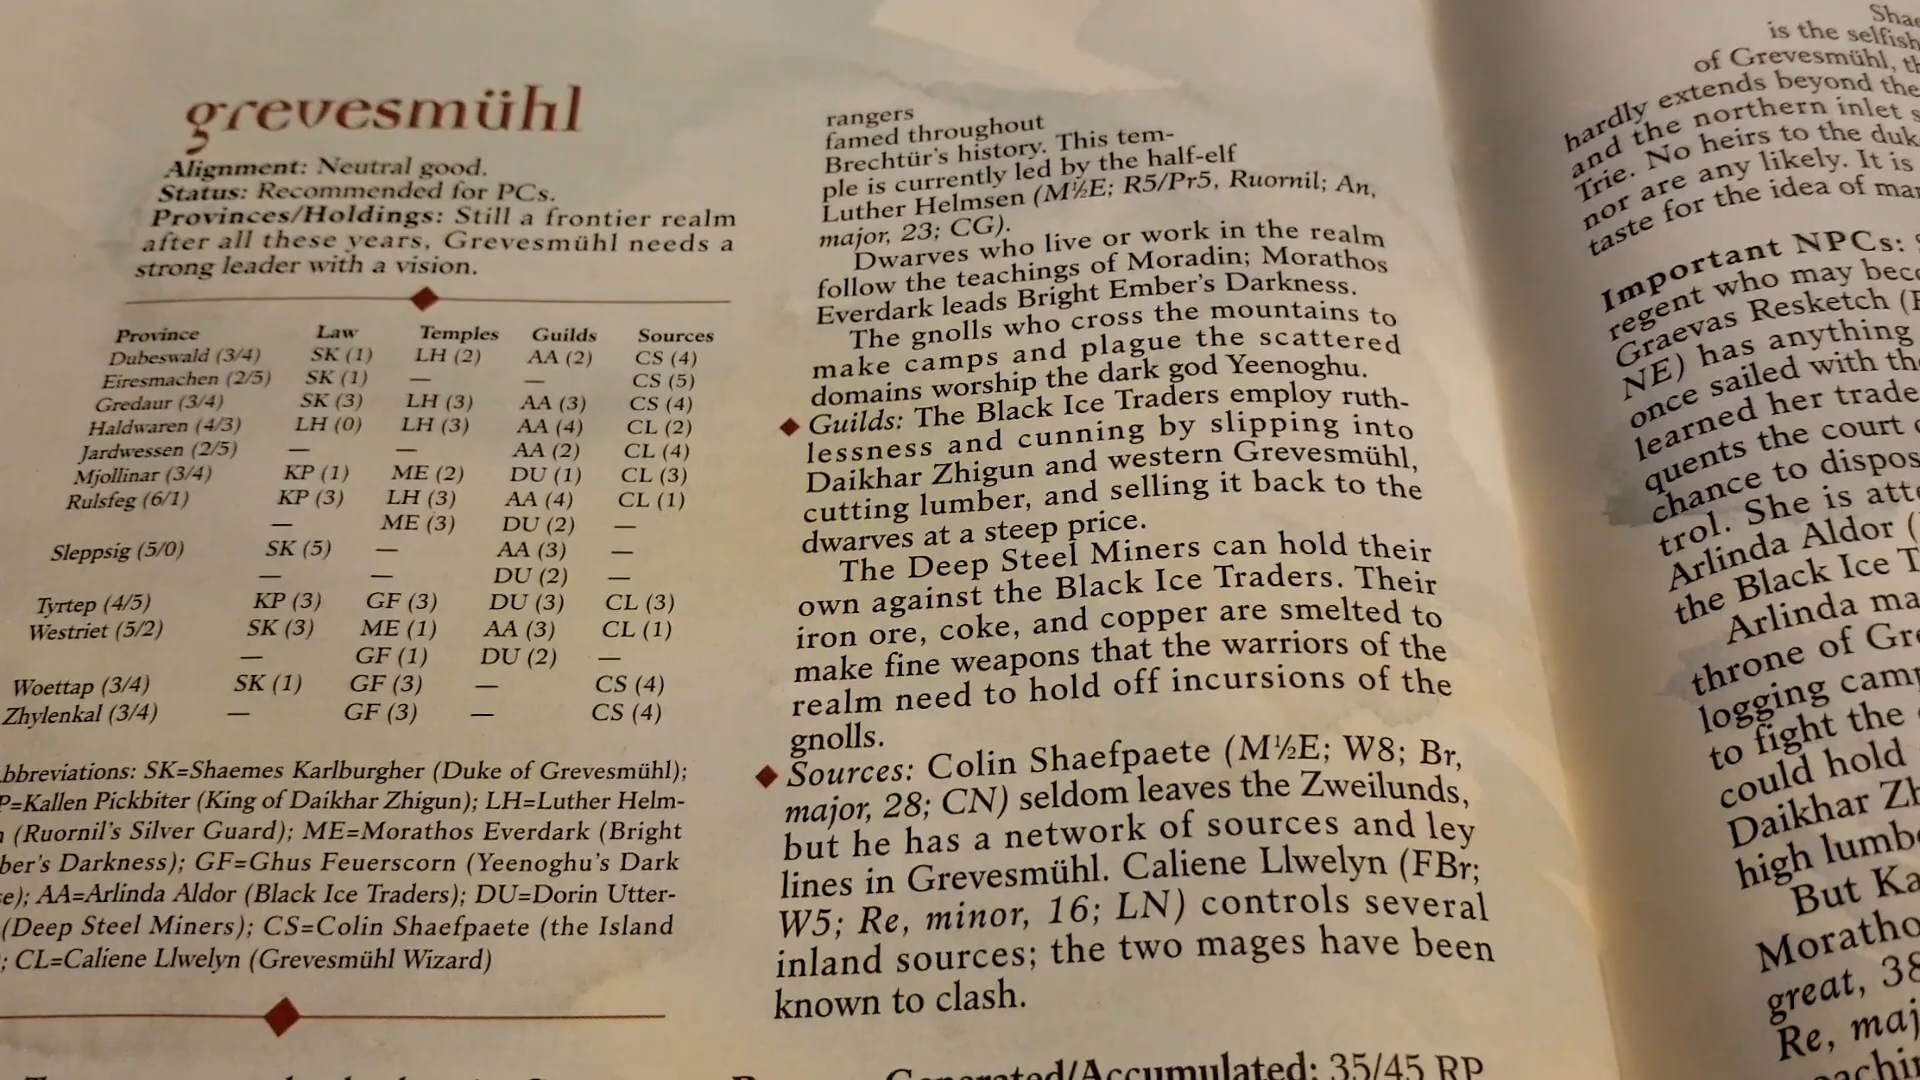 grevesmühl
Alignment: Neutral good.
Status: Recommended for PCs.
Provinces/Holdings: Still a frontier realm
after all these years, Grevesmühl needs a
strong leader with a vision.
Province Law Temples Guilds Sources
Dubeswald (3/4) SK (1) LH (2) AA (2) CS (4)
Eiresmachen (2/5) SK (1) — — CS (5)
Gredaur (3/4) SK (3) LH (3) AA (3) CS (4)
Haldwaren (4/3) LH (0) LH (3) AA (4) CL (2)
Jardwessen (2/5) — — AA (2) CL (4)
Mjollinar (3/4) KP (1) ME (2) DU (1) CL (3)
Rulsfeg (6/1) KP (3) LH (3) AA (4) CL (1)
— ME (3) DU (2) —
Sleppsig (5/0) SK (5) — AA (3) —
— — DU (2) —
Tyrtep (4/5) KP (3) GF (3) DU (3) CL (3)
Westriet (5/2) SK (3) ME (1) AA (3) CL (1)
— GF (1) DU (2) —
Woettap (3/4) SK (1) GF (3) — CS (4)
Zhylenkal (3/4) — GF (3) — CS (4)
bbreviations: SK=Shaemes Karlburgher (Duke of Grevesmühl);
P=Kallen Pickbiter (King of Daikhar Zhigun); LH=Luther Helm-
(Ruornil's Silver Guard); ME=Morathos Everdark (Bright
ber's Darkness); GF=Ghus Feuerscorn (Yeenoghu's Dark
e); AA=Arlinda Aldor (Black Ice Traders); DU=Dorin Utter-
(Deep Steel Miners); CS=Colin Shaefpaete (the Island
; CL=Caliene Llwelyn (Grevesmühl Wizard)
rangers
famed throughout
Brechtür's history. This tem-
ple is currently led by the half-elf
Luther Helmsen (M½E; R5/Pr5, Ruornil; An,
major, 23; CG).
Dwarves who live or work in the realm
follow the teachings of Moradin; Morathos
Everdark leads Bright Ember's Darkness.
The gnolls who cross the mountains to
make camps and plague the scattered
domains worship the dark god Yeenoghu.
Guilds: The Black Ice Traders employ ruth-
lessness and cunning by slipping into
Daikhar Zhigun and western Grevesmühl,
cutting lumber, and selling it back to the
dwarves at a steep price.
The Deep Steel Miners can hold their
own against the Black Ice Traders. Their
iron ore, coke, and copper are smelted to
make fine weapons that the warriors of the
realm need to hold off incursions of the
gnolls.
Sources: Colin Shaefpaete (M½E; W8; Br,
major, 28; CN) seldom leaves the Zweilunds,
but he has a network of sources and ley
lines in Grevesmühl. Caliene Llwelyn (FBr;
W5; Re, minor, 16; LN) controls several
inland sources; the two mages have been
known to clash.
Generated/Accumulated: 35/45 RP
Shae
is the selfish
of Grevesmühl, th
hardly extends beyond the
and the northern inlet s
Trie. No heirs to the duk
nor are any likely. It is
taste for the idea of mar
Important NPCs:
regent who may beco
Graevas Resketch (
NE) has anything
once sailed with th
learned her trade
quents the court
chance to dispos
trol. She is atte
Arlinda Aldor (
the Black Ice T
Arlinda ma
throne of Gre
logging camp
to fight the
could hold
Daikhar Zh
high lumb
But Ka
Moratho
great, 38
Re, maj